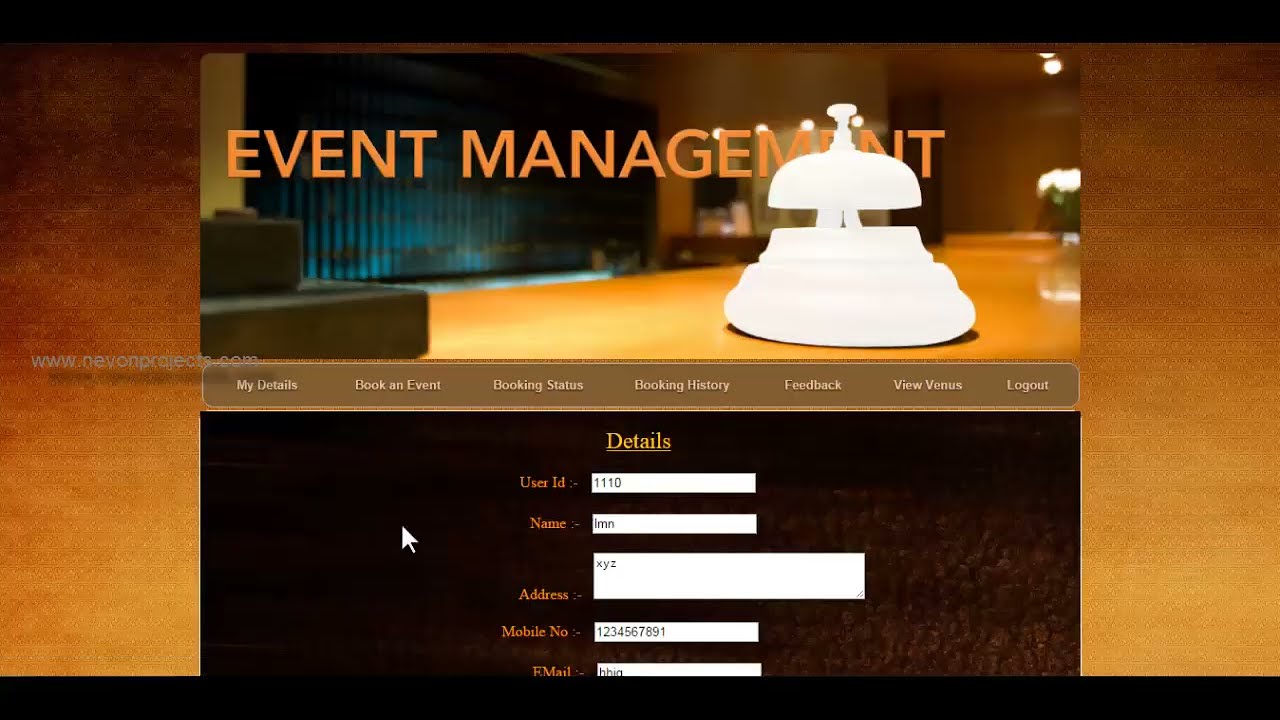 EVENT MANAGEMENT
www.nevonprojects.com
My Details Book an Event Booking Status Booking History Feedback View Venus Logout
Details
User Id :- 1110
Name :- lmn
xyz
Address :-
Mobile No :- 1234567891
EMail :-